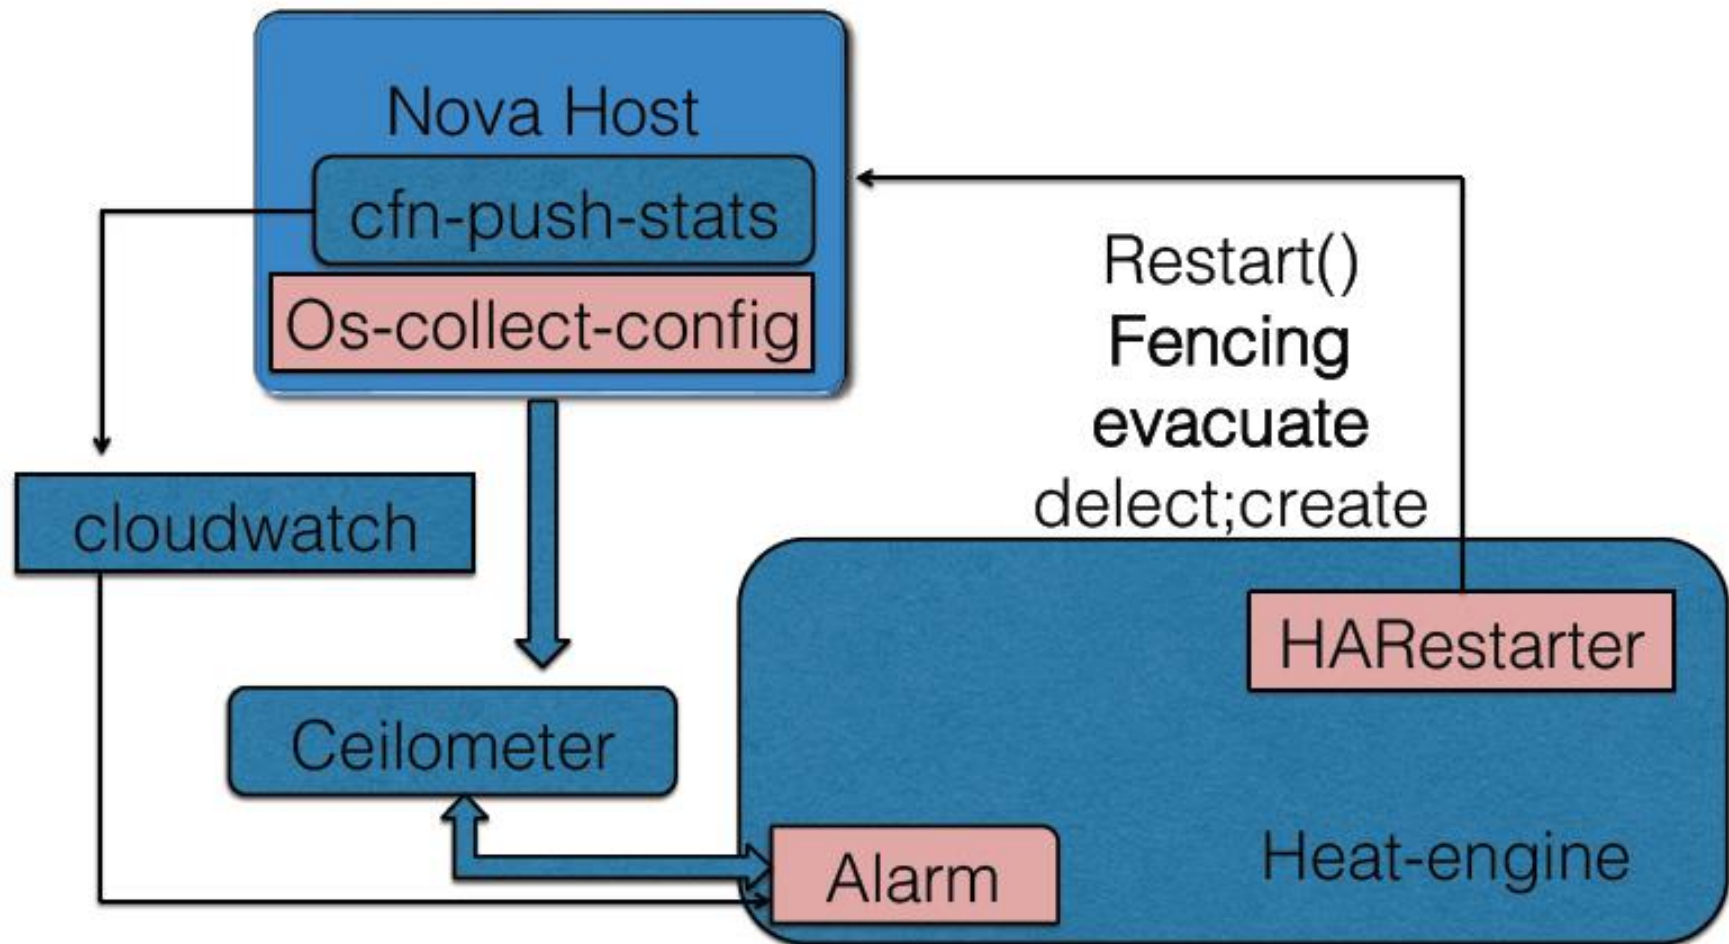 Nova Host
cfn-push-stats
Os-collect-config
Restart()
Fencing
evacuate
delect;create
cloudwatch
HARestarter
Ceilometer
Alarm
Heat-engine